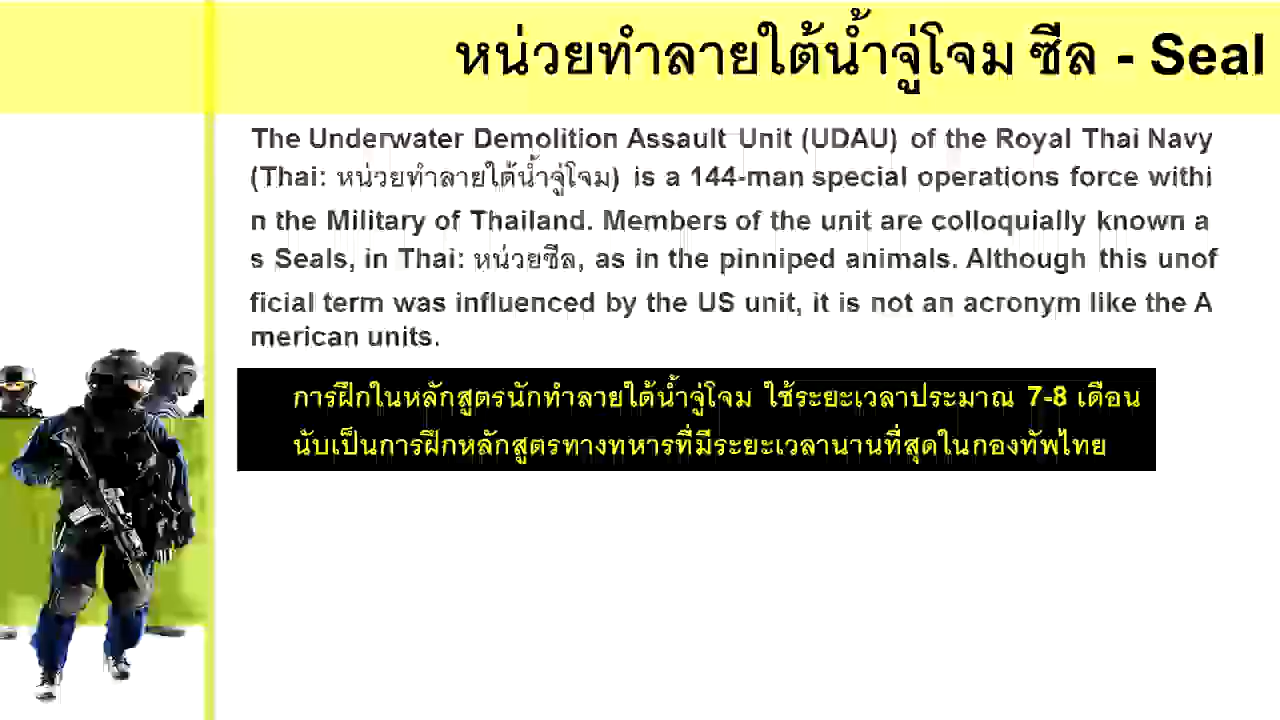 หน่วยทำลายใต้น้ำจู่โจม ซีล - Seal
The Underwater Demolition Assault Unit (UDAU) of the Royal Thai Navy
(Thai: หน่วยทำลายใต้น้ำจู่โจม) is a 144-man special operations force withi
n the Military of Thailand. Members of the unit are colloquially known a
s Seals, in Thai: หน่วยซีล, as in the pinniped animals. Although this unof
ficial term was influenced by the US unit, it is not an acronym like the A
merican units.
การฝึกในหลักสูตรนักทำลายใต้น้ำจู่โจม ใช้ระยะเวลาประมาณ 7-8 เดือน
นับเป็นการฝึกหลักสูตรทางทหารที่มีระยะเวลานานที่สุดในกองทัพไทย